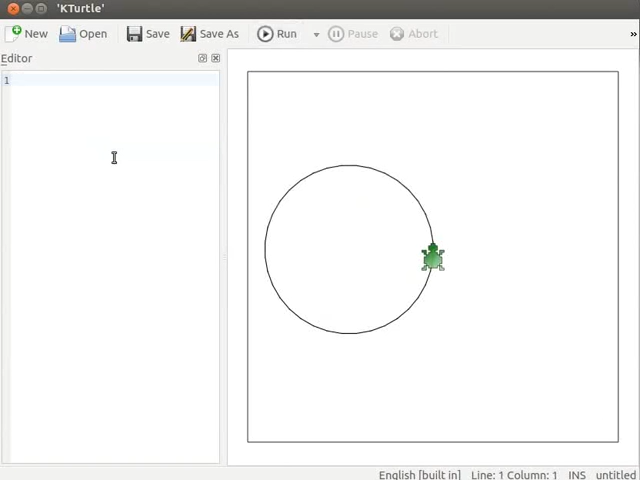 'KTurtle'
New Open Save Save As Run Pause Abort »
Editor
1
English [built in] Line: 1 Column: 1 INS untitled